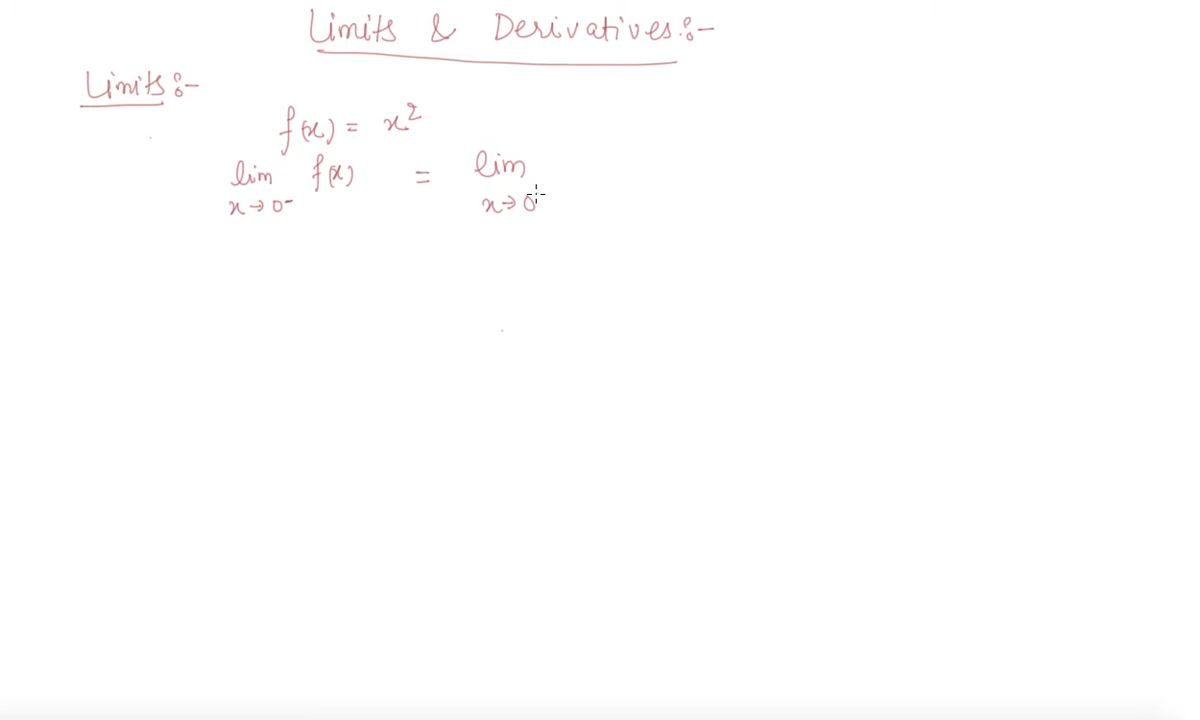 Limits & Derivatives :-
Limits :-
f(x) = x²
lim f(x) = lim
x→0⁻ x→0